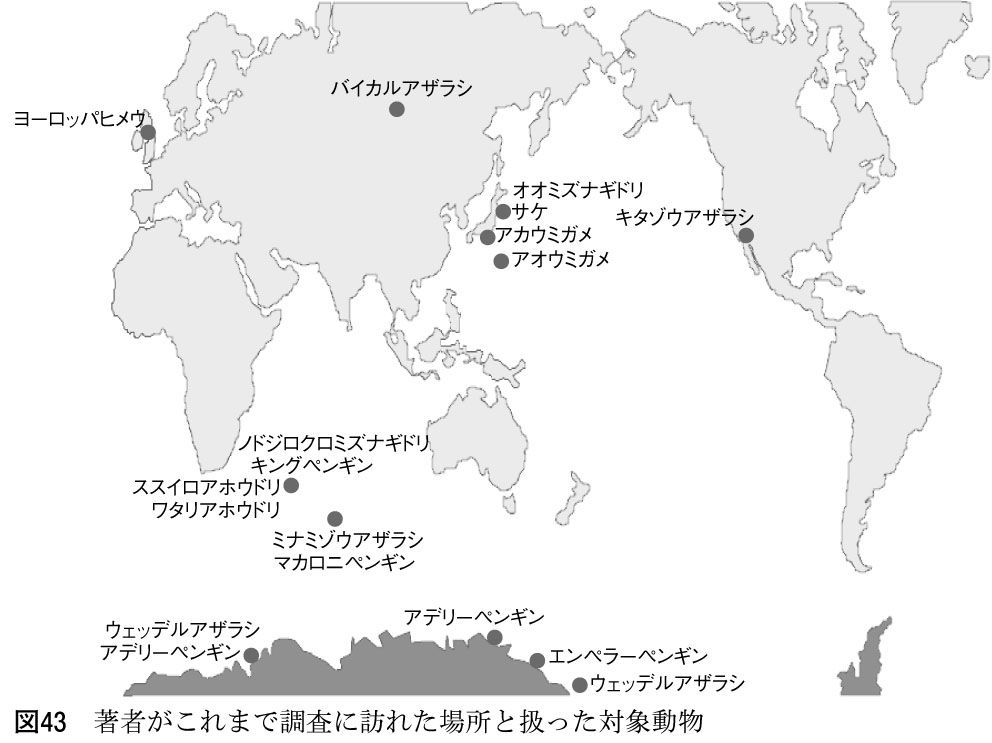 バイカルアザラシ
ヨーロッパヒメウ
オオミズナギドリ
サケ
キタゾウアザラシ
アカウミガメ
アオウミガメ
ノドジロクロミズナギドリ
キングペンギン
ススイロアホウドリ
ワタリアホウドリ
ミナミゾウアザラシ
マカロニペンギン
アデリーペンギン
ウェッデルアザラシ
アデリーペンギン
エンペラーペンギン
ウェッデルアザラシ
図43 著者がこれまで調査に訪れた場所と扱った対象動物